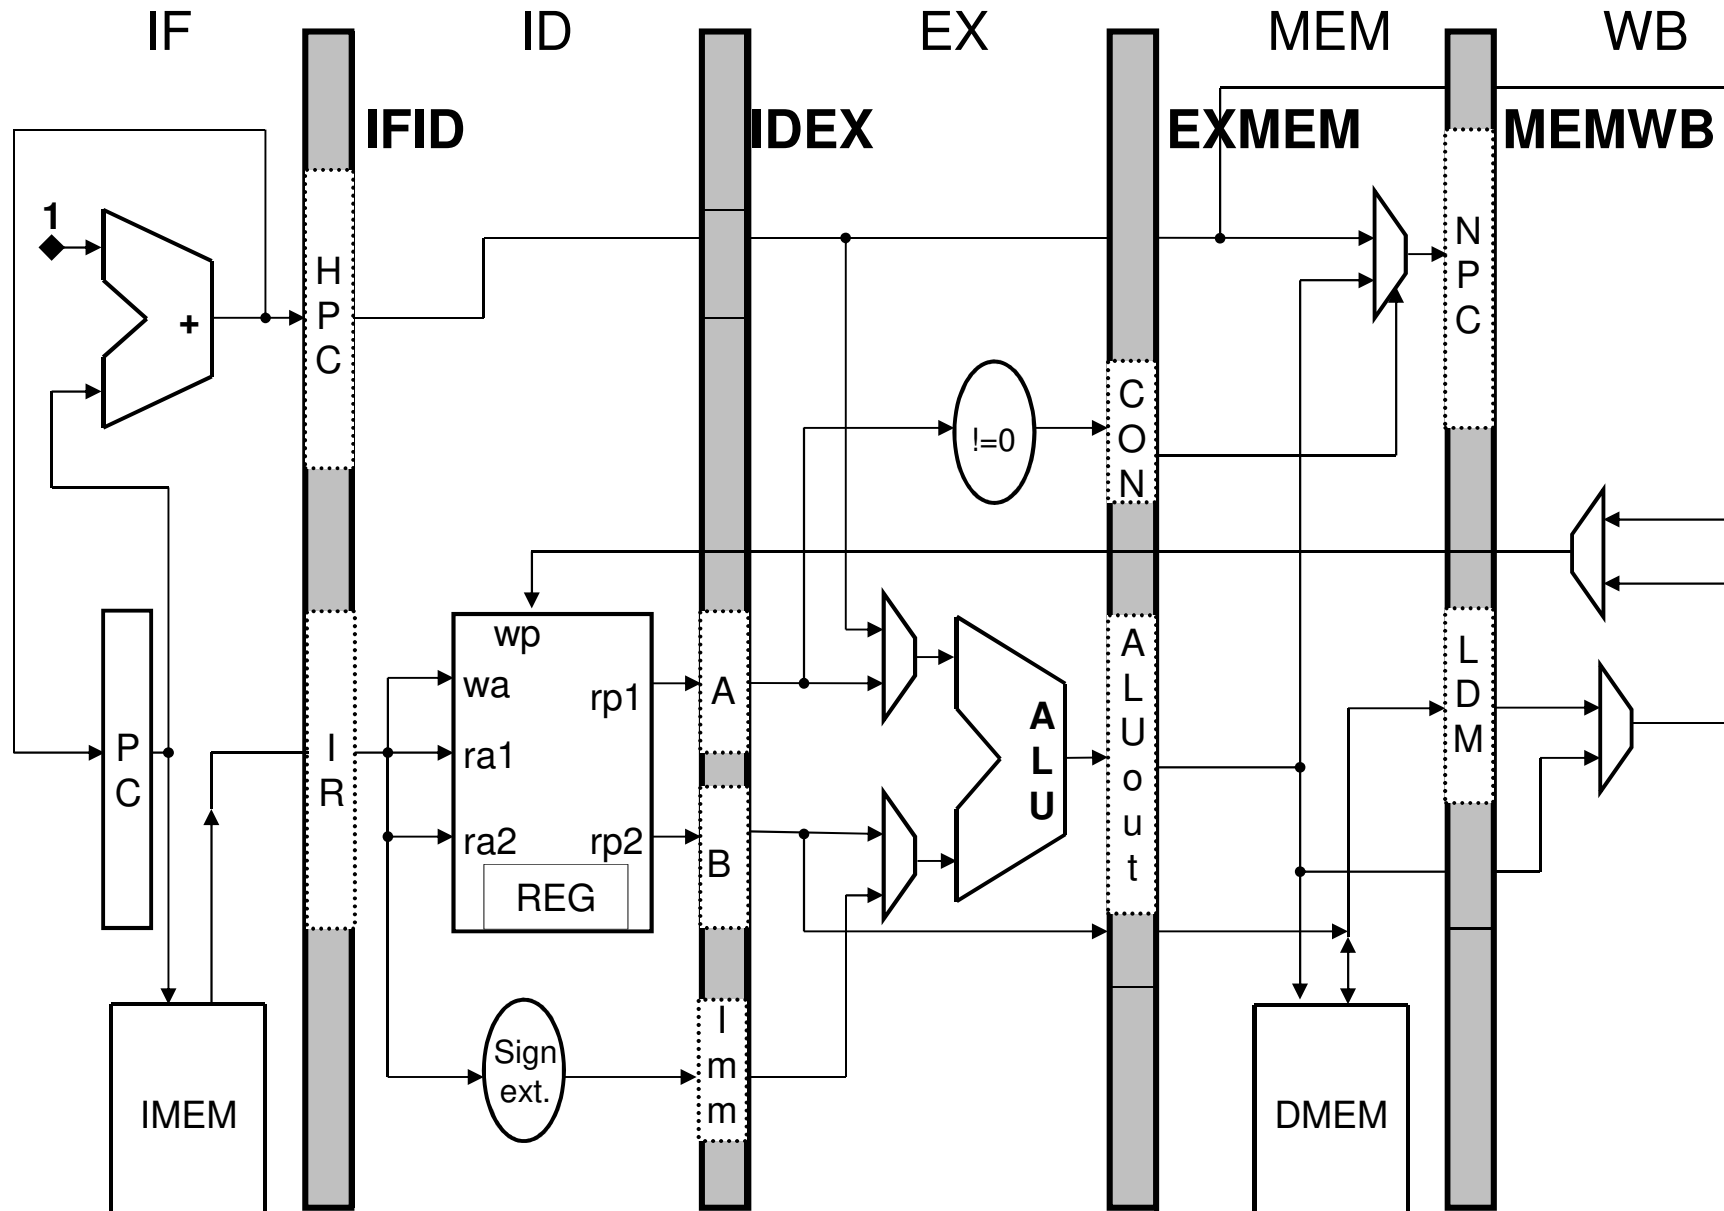 IF ID EX MEM WB
IFID IDEX EXMEM MEMWB
1
+
H
P
C
N
P
C
C
O
N
!=0
wp
wa
ra1
ra2
rp1
rp2
REG
P
C
I
R
A
B
I
m
m
A
L
U
A
L
U
o
u
t
L
D
M
Sign
ext.
IMEM
DMEM